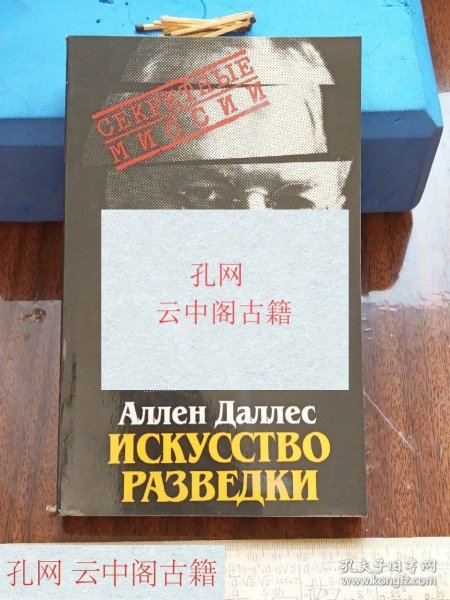 СЕКРЕТНЫЕ
МИССИИ
孔网
云中阁古籍
Аллен Даллес
ИСКУССТВО
РАЗВЕДКИ
孔网 云中阁古籍
孔夫子旧书网
www.kongfz.com